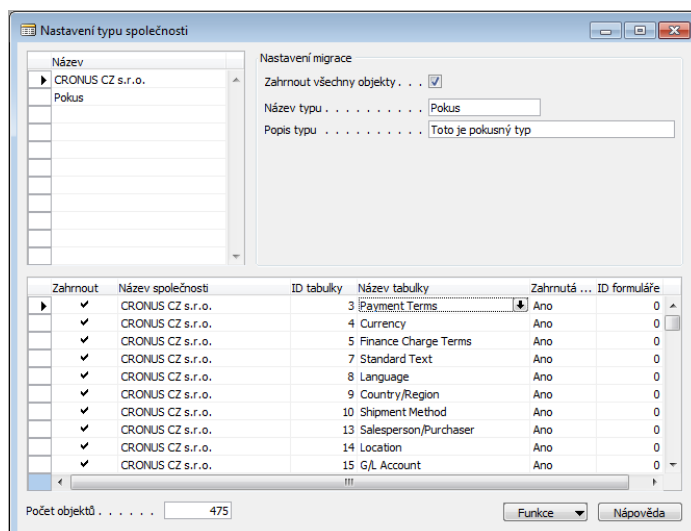 Nastavení typu společnosti
Název
CRONUS CZ s.r.o.
Pokus
Nastavení migrace
Zahrnout všechny objekty . . .
Název typu . . . . . . . . . . Pokus
Popis typu . . . . . . . . . . Toto je pokusný typ
Zahrnout Název společnosti ID tabulky Název tabulky Zahrnutá ... ID formuláře
CRONUS CZ s.r.o. 3 Payment Terms Ano 0
CRONUS CZ s.r.o. 4 Currency Ano 0
CRONUS CZ s.r.o. 5 Finance Charge Terms Ano 0
CRONUS CZ s.r.o. 7 Standard Text Ano 0
CRONUS CZ s.r.o. 8 Language Ano 0
CRONUS CZ s.r.o. 9 Country/Region Ano 0
CRONUS CZ s.r.o. 10 Shipment Method Ano 0
CRONUS CZ s.r.o. 13 Salesperson/Purchaser Ano 0
CRONUS CZ s.r.o. 14 Location Ano 0
CRONUS CZ s.r.o. 15 G/L Account Ano 0
Počet objektů . . . . . . 475 Funkce Nápověda